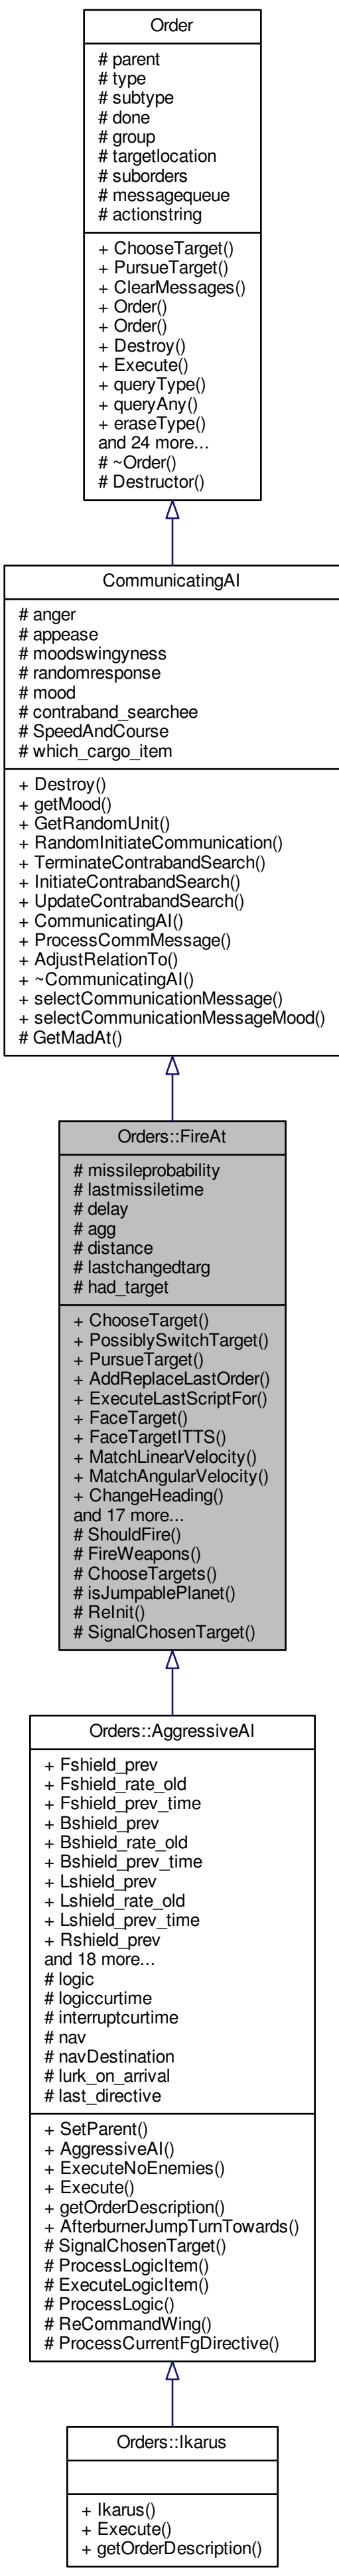 Order
# parent
# type
# subtype
# done
# group
# targetlocation
# suborders
# messagequeue
# actionstring
+ ChooseTarget()
+ PursueTarget()
+ ClearMessages()
+ Order()
+ Order()
+ Destroy()
+ Execute()
+ queryType()
+ queryAny()
+ eraseType()
and 24 more...
# ~Order()
# Destructor()
CommunicatingAI
# anger
# appease
# moodswingyness
# randomresponse
# mood
# contraband_searchee
# SpeedAndCourse
# which_cargo_item
+ Destroy()
+ getMood()
+ GetRandomUnit()
+ RandomInitiateCommunication()
+ TerminateContrabandSearch()
+ InitiateContrabandSearch()
+ UpdateContrabandSearch()
+ CommunicatingAI()
+ ProcessCommMessage()
+ AdjustRelationTo()
+ ~CommunicatingAI()
+ selectCommunicationMessage()
+ selectCommunicationMessageMood()
# GetMadAt()
Orders::FireAt
# missileprobability
# lastmissiletime
# delay
# agg
# distance
# lastchangedtarg
# had_target
+ ChooseTarget()
+ PossiblySwitchTarget()
+ PursueTarget()
+ AddReplaceLastOrder()
+ ExecuteLastScriptFor()
+ FaceTarget()
+ FaceTargetITTS()
+ MatchLinearVelocity()
+ MatchAngularVelocity()
+ ChangeHeading()
and 17 more...
# ShouldFire()
# FireWeapons()
# ChooseTargets()
# isJumpablePlanet()
# ReInit()
# SignalChosenTarget()
Orders::AggressiveAI
+ Fshield_prev
+ Fshield_rate_old
+ Fshield_prev_time
+ Bshield_prev
+ Bshield_rate_old
+ Bshield_prev_time
+ Lshield_prev
+ Lshield_rate_old
+ Lshield_prev_time
+ Rshield_prev
and 18 more...
# logic
# logiccurtime
# interruptcurtime
# nav
# navDestination
# lurk_on_arrival
# last_directive
+ SetParent()
+ AggressiveAI()
+ ExecuteNoEnemies()
+ Execute()
+ getOrderDescription()
+ AfterburnerJumpTurnTowards()
# SignalChosenTarget()
# ProcessLogicItem()
# ExecuteLogicItem()
# ProcessLogic()
# ReCommandWing()
# ProcessCurrentFgDirective()
Orders::Ikarus
+ Ikarus()
+ Execute()
+ getOrderDescription()